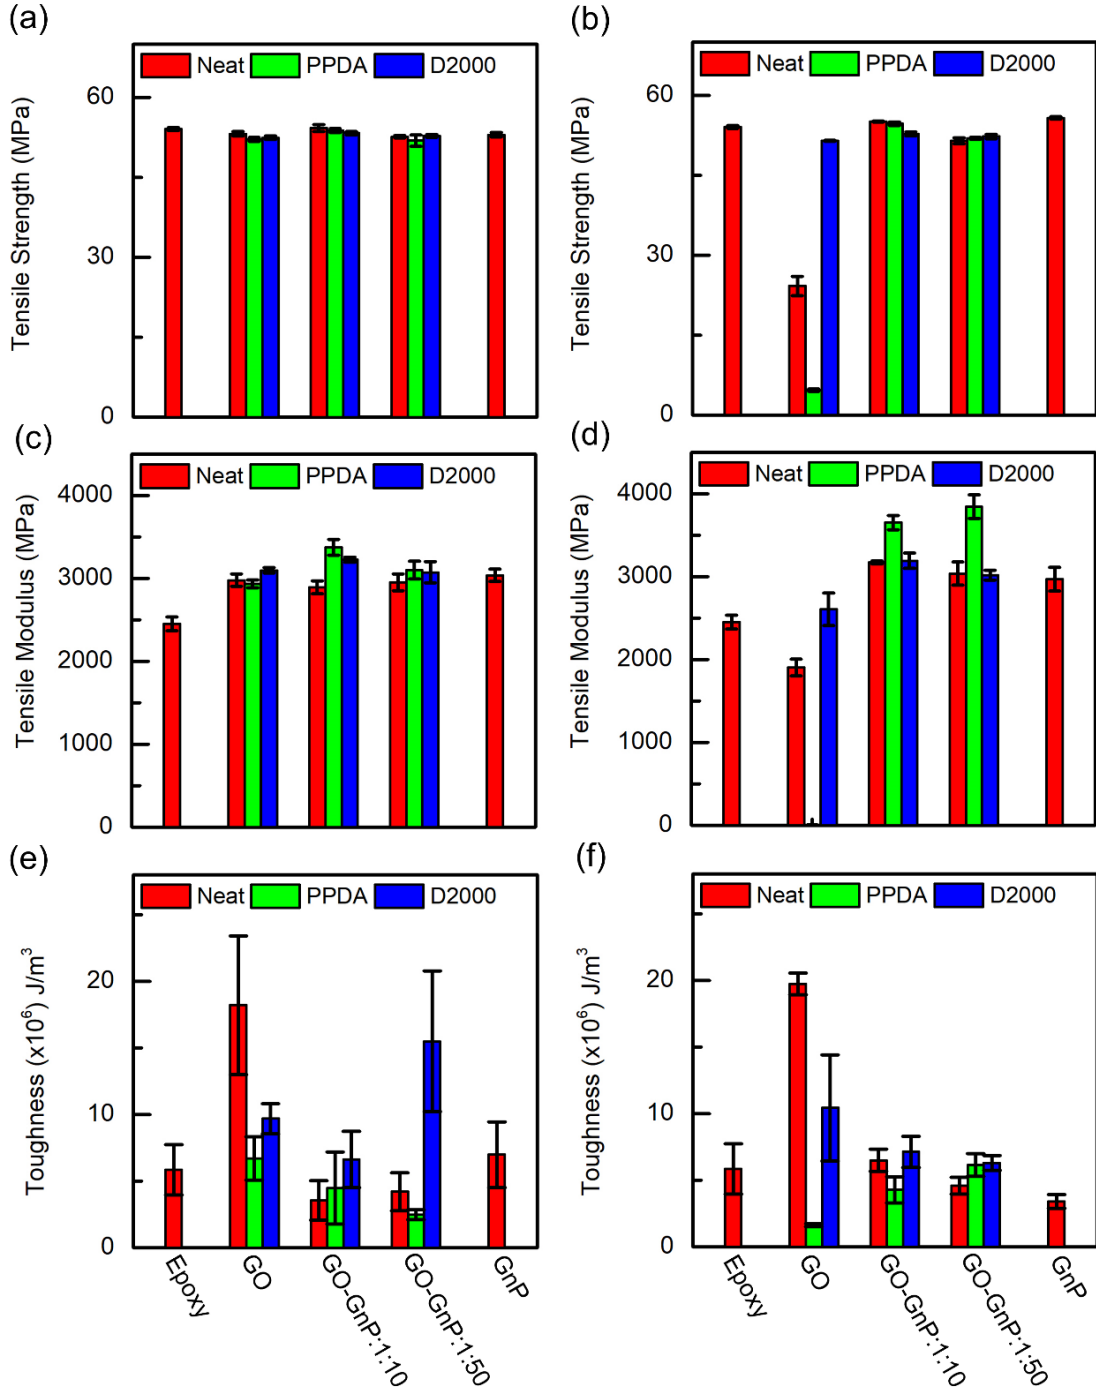 (a)
Neat PPDA D2000
Tensile Strength (MPa)
60
30
0
(b)
Neat PPDA D2000
Tensile Strength (MPa)
60
30
0
(c)
Neat PPDA D2000
Tensile Modulus (MPa)
4000
3000
2000
1000
0
(d)
Neat PPDA D2000
Tensile Modulus (MPa)
4000
3000
2000
1000
0
(e)
Neat PPDA D2000
Toughness (x10⁶) J/m³
20
10
0
Epoxy
GO
GO-GnP:1:10
GO-GnP:1:50
GnP
(f)
Neat PPDA D2000
Toughness (x10⁶) J/m³
20
10
0
Epoxy
GO
GO-GnP:1:10
GO-GnP:1:50
GnP